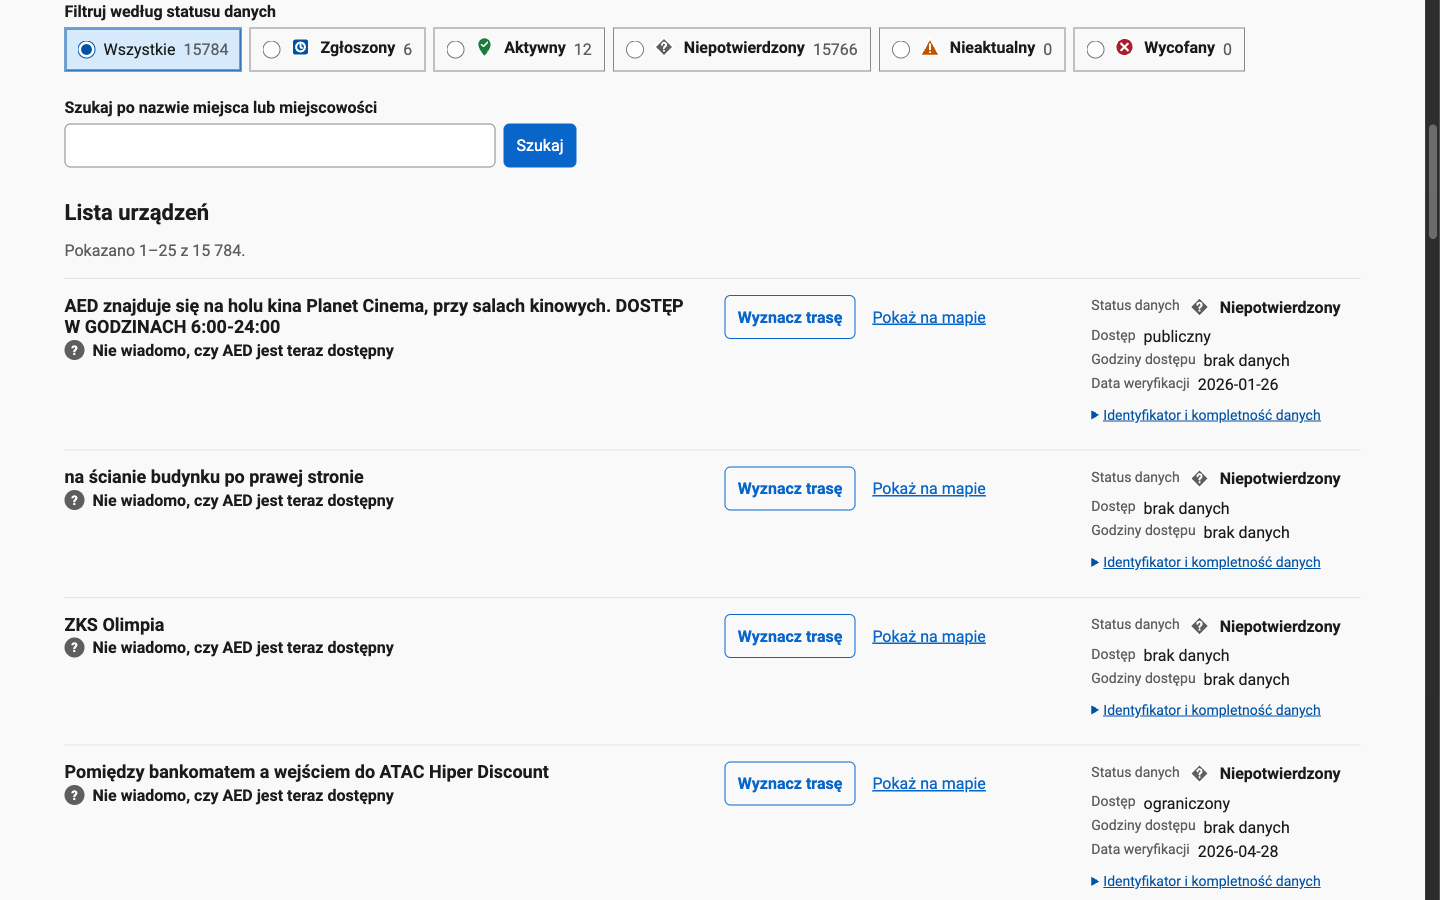 Filtruj według statusu danych
Wszystkie 15784
Zgłoszony 6
Aktywny 12
Niepotwierdzony 15766
Nieaktualny 0
Wycofany 0
Szukaj po nazwie miejsca lub miejscowości
Szukaj
Lista urządzeń
Pokazano 1–25 z 15 784.
AED znajduje się na holu kina Planet Cinema, przy salach kinowych. DOSTĘP
W GODZINACH 6:00-24:00
? Nie wiadomo, czy AED jest teraz dostępny
Wyznacz trasę
Pokaż na mapie
Status danych � Niepotwierdzony
Dostęp publiczny
Godziny dostępu brak danych
Data weryfikacji 2026-01-26
Identyfikator i kompletność danych
na ścianie budynku po prawej stronie
? Nie wiadomo, czy AED jest teraz dostępny
Wyznacz trasę
Pokaż na mapie
Status danych � Niepotwierdzony
Dostęp brak danych
Godziny dostępu brak danych
Identyfikator i kompletność danych
ZKS Olimpia
? Nie wiadomo, czy AED jest teraz dostępny
Wyznacz trasę
Pokaż na mapie
Status danych � Niepotwierdzony
Dostęp brak danych
Godziny dostępu brak danych
Identyfikator i kompletność danych
Pomiędzy bankomatem a wejściem do ATAC Hiper Discount
? Nie wiadomo, czy AED jest teraz dostępny
Wyznacz trasę
Pokaż na mapie
Status danych � Niepotwierdzony
Dostęp ograniczony
Godziny dostępu brak danych
Data weryfikacji 2026-04-28
Identyfikator i kompletność danych